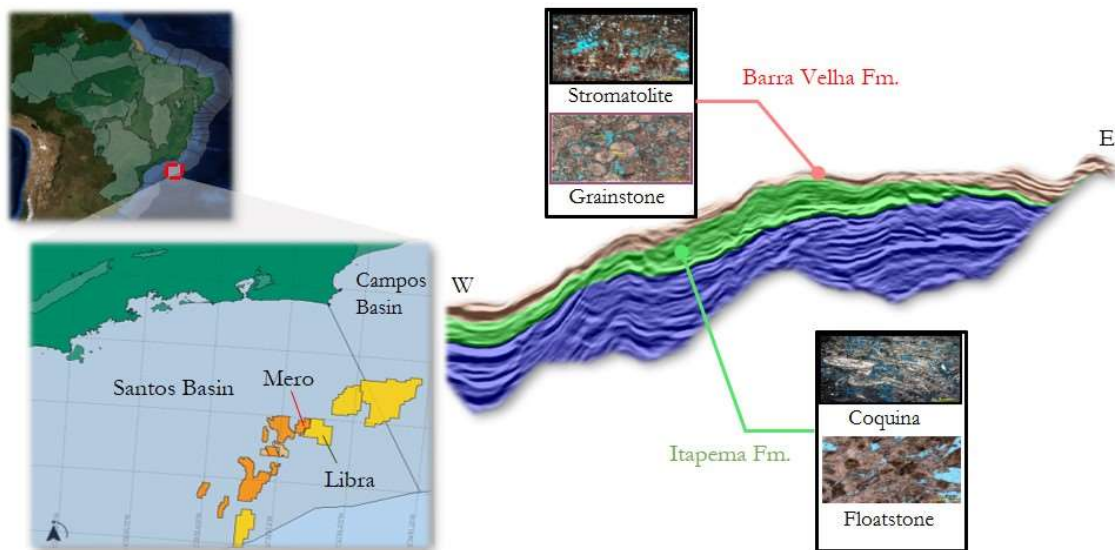 Stromatolite
Grainstone
Barra Velha Fm.
E
W
Campos
Basin
Santos Basin
Mero
Libra
Itapema Fm.
Coquina
Floatstone